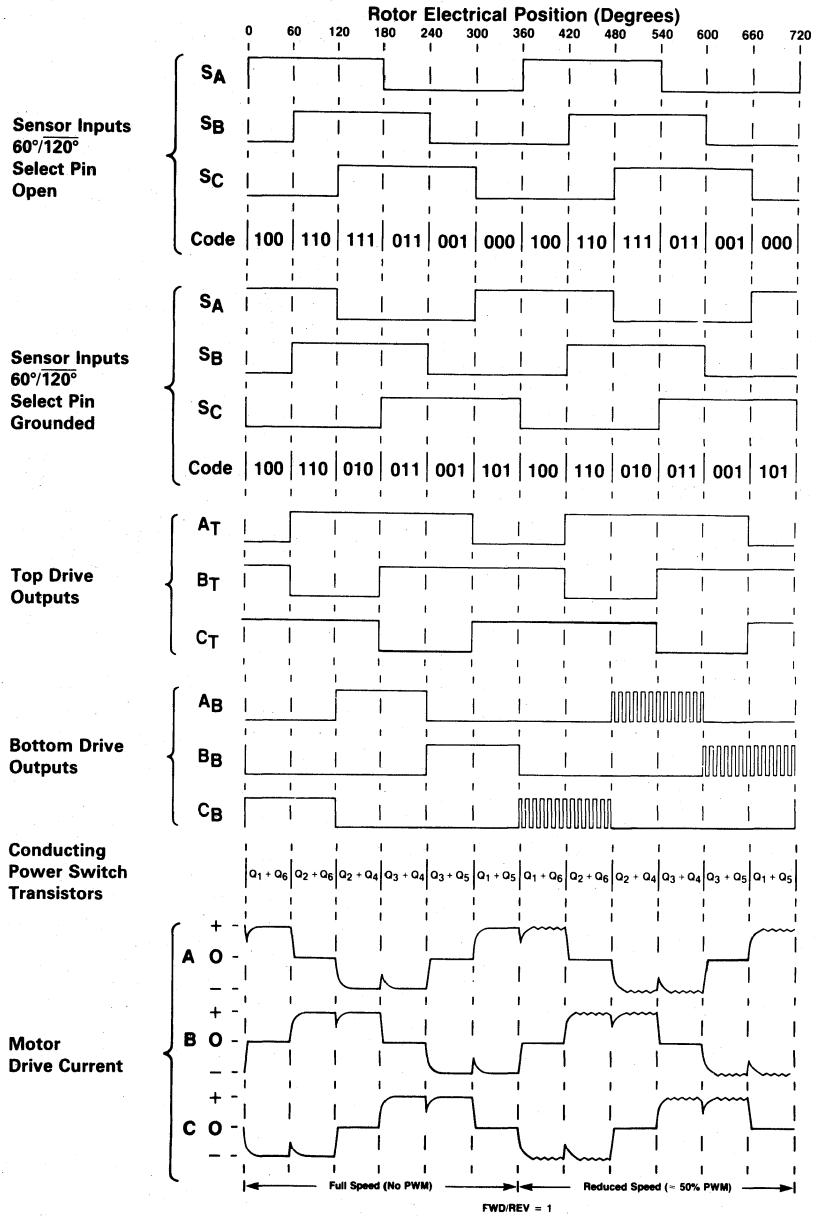 Rotor Electrical Position (Degrees)
0 60 120 180 240 300 360 420 480 540 600 660 720
Sensor Inputs
60°/120°
Select Pin
Open
SA
SB
SC
Code 100 110 111 011 001 000 100 110 111 011 001 000
Sensor Inputs
60°/120°
Select Pin
Grounded
SA
SB
SC
Code 100 110 010 011 001 101 100 110 010 011 001 101
Top Drive
Outputs
AT
BT
CT
Bottom Drive
Outputs
AB
BB
CB
Conducting
Power Switch
Transistors
Q1 + Q6 Q2 + Q6 Q2 + Q4 Q3 + Q4 Q3 + Q5 Q1 + Q5 Q1 + Q6 Q2 + Q6 Q2 + Q4 Q3 + Q4 Q3 + Q5 Q1 + Q5
Motor
Drive Current
+
A O
−
+
B O
−
+
C O
−
Full Speed (No PWM) Reduced Speed (≈ 50% PWM)
FWD/REV = 1